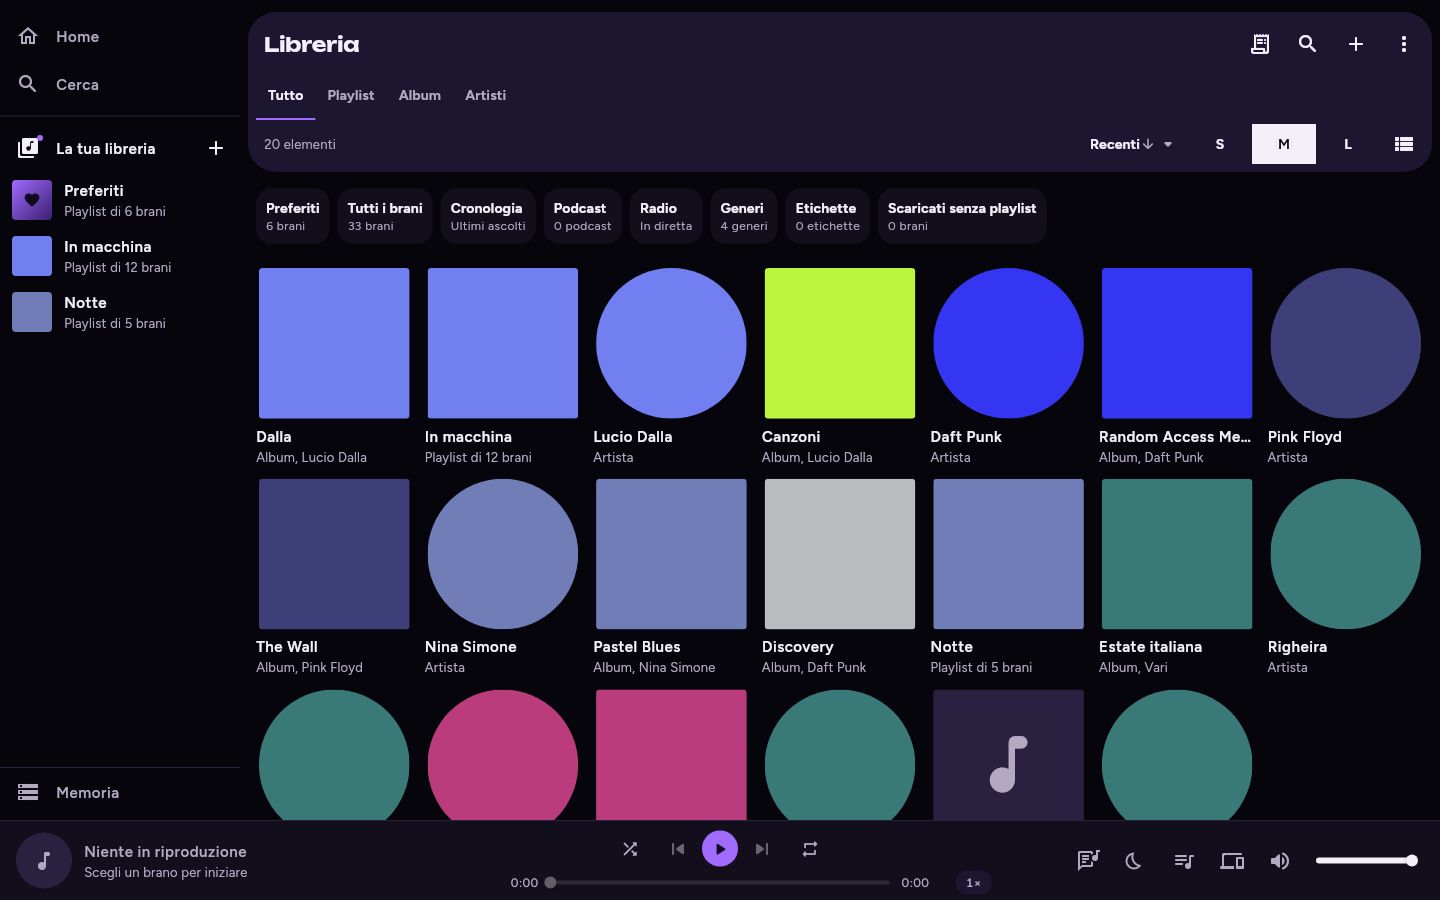 Home
Cerca
La tua libreria
Preferiti
Playlist di 6 brani
In macchina
Playlist di 12 brani
Notte
Playlist di 5 brani
Memoria
Libreria
Tutto Playlist Album Artisti
20 elementi
Recenti S M L
Preferiti Tutti i brani Cronologia Podcast Radio Generi Etichette Scaricati senza playlist
6 brani 33 brani Ultimi ascolti 0 podcast In diretta 4 generi 0 etichette 0 brani
Dalla In macchina Lucio Dalla Canzoni Daft Punk Random Access Me... Pink Floyd
Album, Lucio Dalla Playlist di 12 brani Artista Album, Lucio Dalla Artista Album, Daft Punk Artista
The Wall Nina Simone Pastel Blues Discovery Notte Estate italiana Righeira
Album, Pink Floyd Artista Album, Nina Simone Album, Daft Punk Playlist di 5 brani Album, Vari Artista
Niente in riproduzione
Scegli un brano per iniziare
0:00 0:00 1×